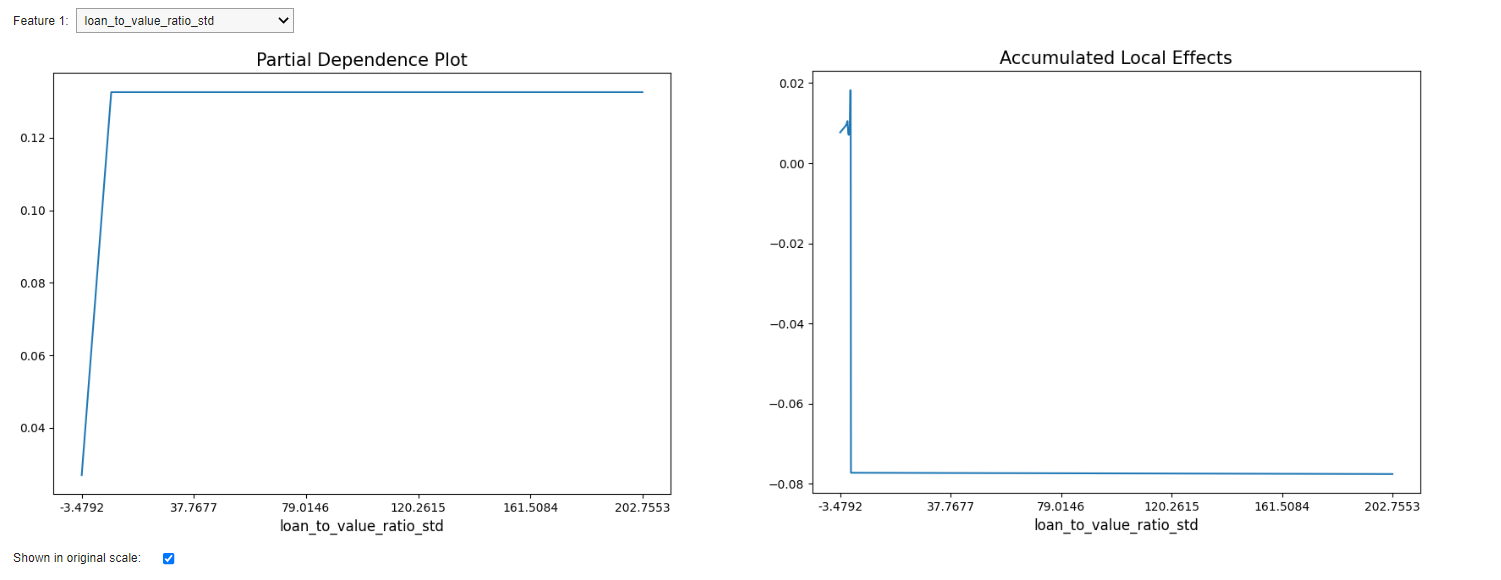 Feature 1: loan_to_value_ratio_std
Partial Dependence Plot
0.12
0.10
0.08
0.06
0.04
-3.4792 37.7677 79.0146 120.2615 161.5084 202.7553
loan_to_value_ratio_std
Accumulated Local Effects
0.02
0.00
−0.02
−0.04
−0.06
−0.08
-3.4792 37.7677 79.0146 120.2615 161.5084 202.7553
loan_to_value_ratio_std
Shown in original scale: